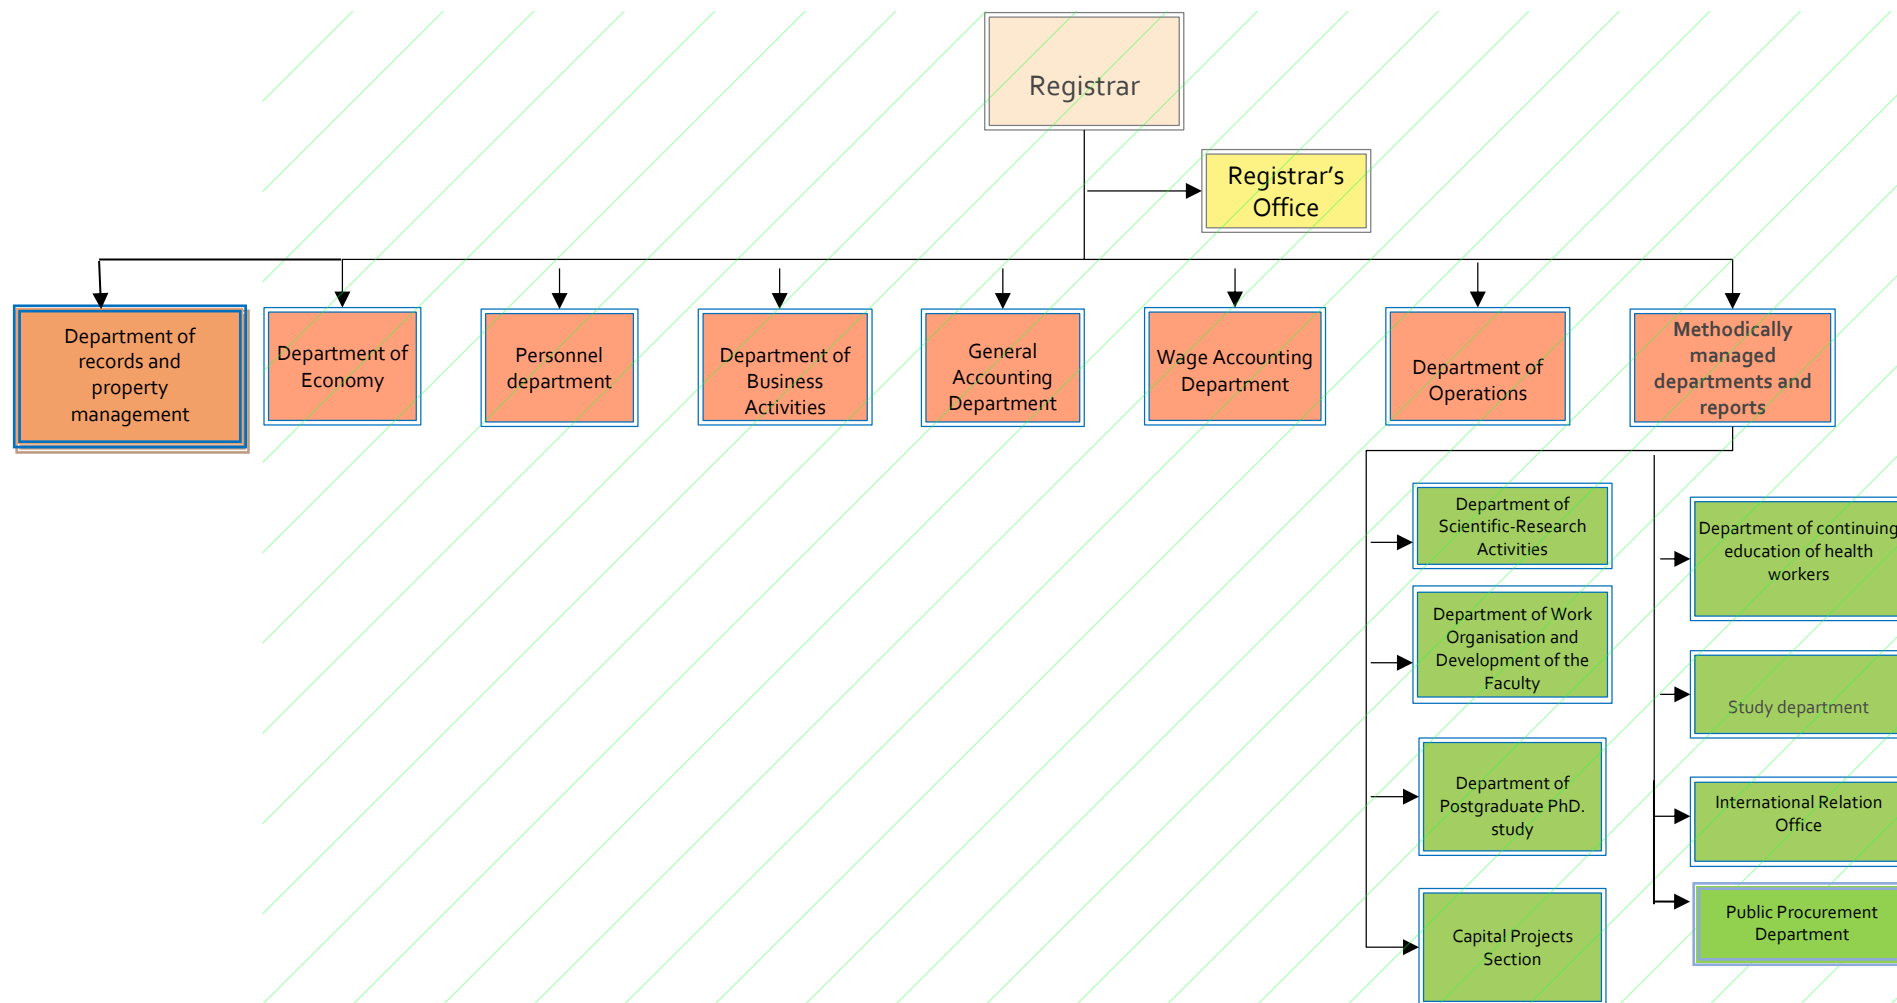 Registrar
Registrar’s
Office
Department of
records and
property
management
Department of
Economy
Personnel
department
Department of
Business
Activities
General
Accounting
Department
Wage Accounting
Department
Department of
Operations
Methodically
managed
departments and
reports
Department of
Scientific-Research
Activities
Department of Work
Organisation and
Development of the
Faculty
Department of
Postgraduate PhD.
study
Capital Projects
Section
Department of continuing
education of health
workers
Study department
International Relation
Office
Public Procurement
Department